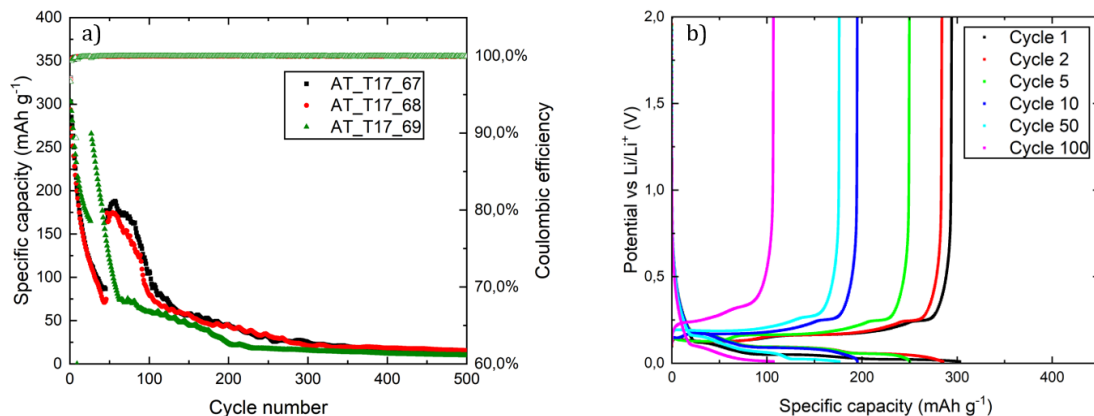 a)
400
350
300
250
200
150
100
50
0
Specific capacity (mAh g⁻¹)
AT_T17_67
AT_T17_68
AT_T17_69
100,0%
90,0%
80,0%
70,0%
60,0%
Coulombic efficiency
0 100 200 300 400 500
Cycle number
b)
2,0
1,5
1,0
0,5
0,0
Potential vs Li/Li⁺ (V)
Cycle 1
Cycle 2
Cycle 5
Cycle 10
Cycle 50
Cycle 100
0 100 200 300 400
Specific capacity (mAh g⁻¹)